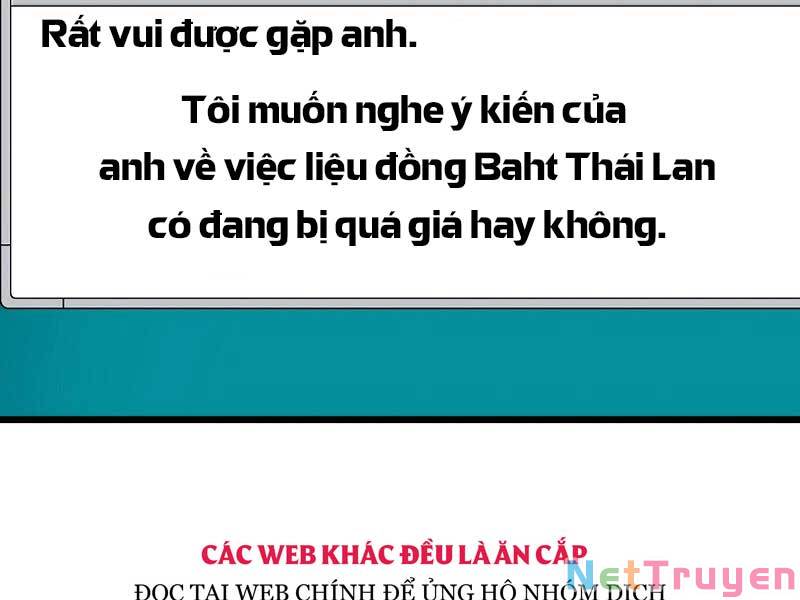 Rất vui được gặp anh.
Tôi muốn nghe ý kiến của
anh về việc liệu đồng Baht Thái Lan
có đang bị quá giá hay không.
CÁC WEB KHÁC ĐỀU LÀ ĂN CẮP
ĐỌC TẠI WEB CHÍNH ĐỂ ỦNG HỘ NHÓM DỊCH
NetTruyen